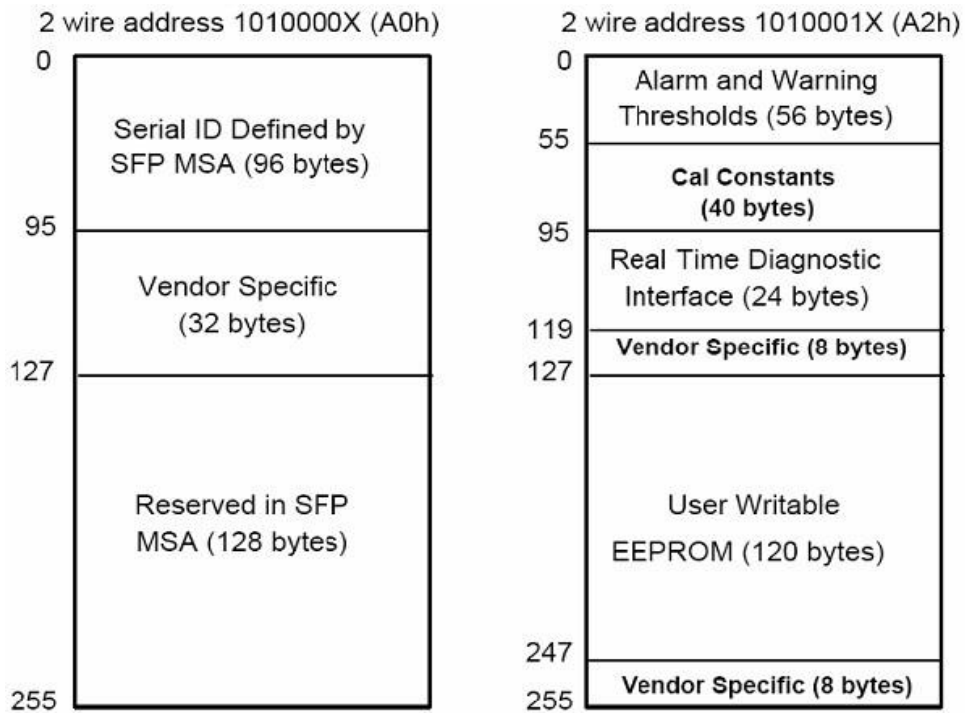 2 wire address 1010000X (A0h)
0
Serial ID Defined by
SFP MSA (96 bytes)
95
Vendor Specific
(32 bytes)
127
Reserved in SFP
MSA (128 bytes)
255
2 wire address 1010001X (A2h)
0
Alarm and Warning
Thresholds (56 bytes)
55
Cal Constants
(40 bytes)
95
Real Time Diagnostic
Interface (24 bytes)
119
Vendor Specific (8 bytes)
127
User Writable
EEPROM (120 bytes)
247
Vendor Specific (8 bytes)
255